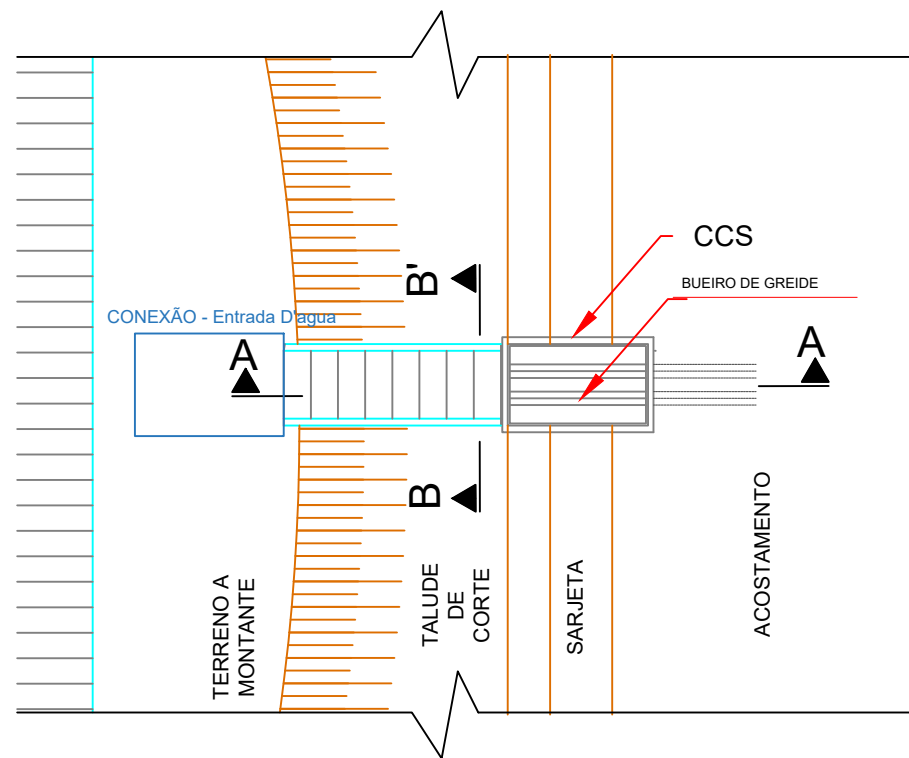 CCS
BUEIRO DE GREIDE
B'
CONEXÃO - Entrada D'agua
A
A
B
TERRENO A
MONTANTE
TALUDE
DE
CORTE
SARJETA
ACOSTAMENTO